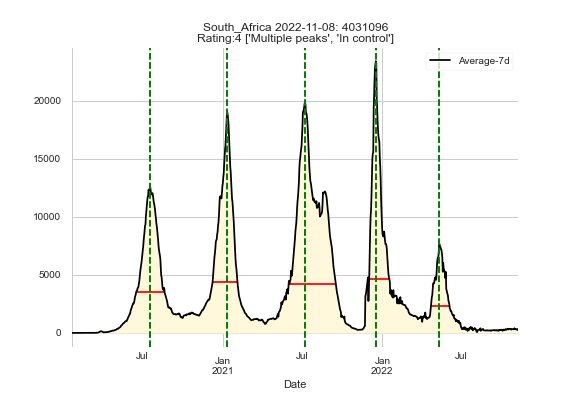 South_Africa 2022-11-08: 4031096
Rating:4 ['Multiple peaks', 'In control']
Average-7d
20000
15000
10000
5000
0
Jul
Jan
2021
Jul
Jan
2022
Jul
Date